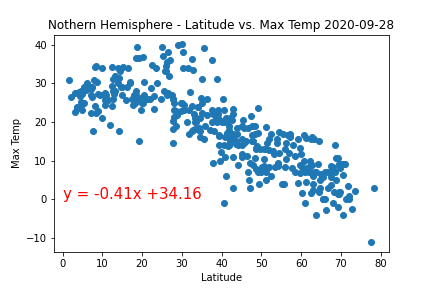 Nothern Hemisphere - Latitude vs. Max Temp 2020-09-28
40
30
20
10
0
−10
Max Temp
y = -0.41x +34.16
0 10 20 30 40 50 60 70 80
Latitude